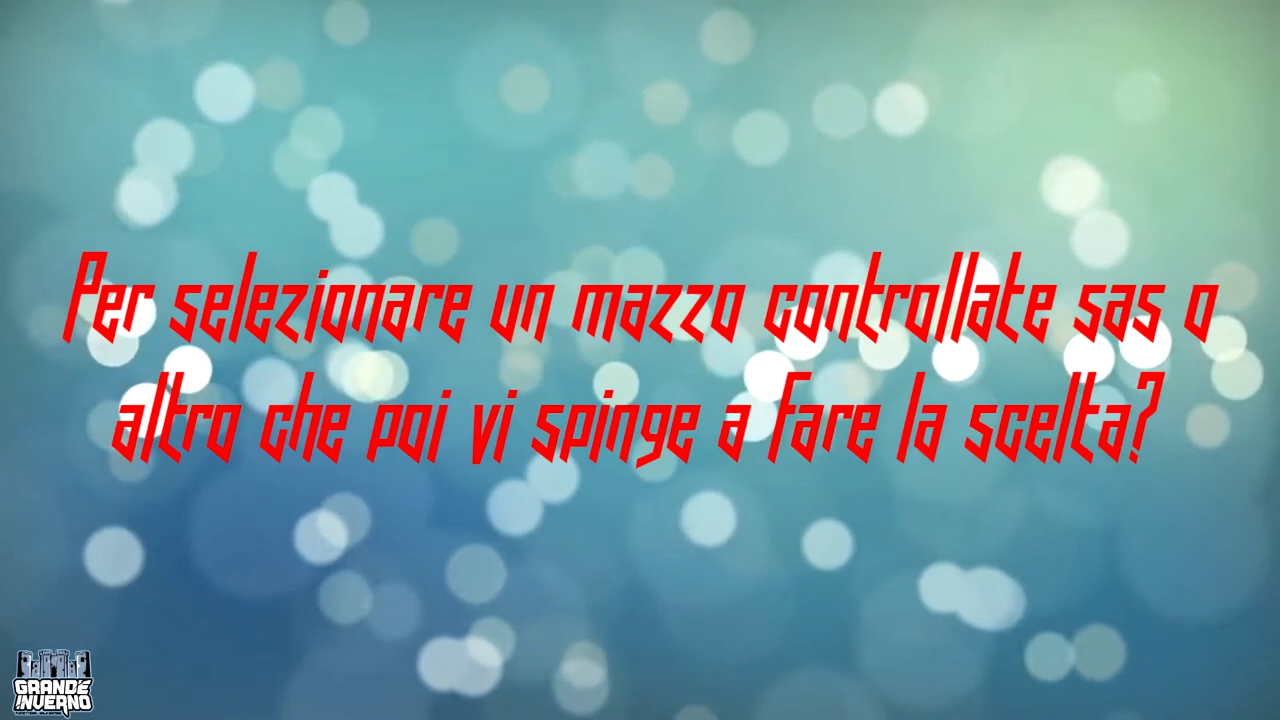 Per selezionare un mazzo controllate sas o
altro che poi vi spinge a fare la scelta?
GRANDE
INVERNO